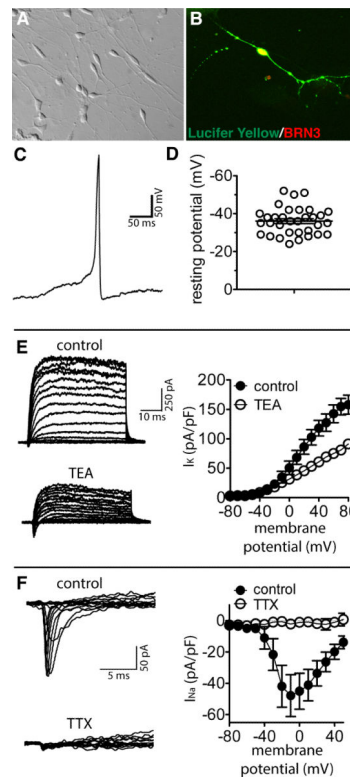 A
B
Lucifer Yellow/BRN3
C
50 mV
50 ms
D
resting potential (mV)
-60
-40
-20
0
E
control
250 pA
10 ms
TEA
control
TEA
I_K (pA/pF)
200
150
100
50
0
-80 -40 0 40 80
membrane
potential (mV)
F
control
50 pA
5 ms
TTX
control
TTX
I_Na (pA/pF)
0
-20
-40
-60
-80 -40 0 40
membrane
potential (mV)